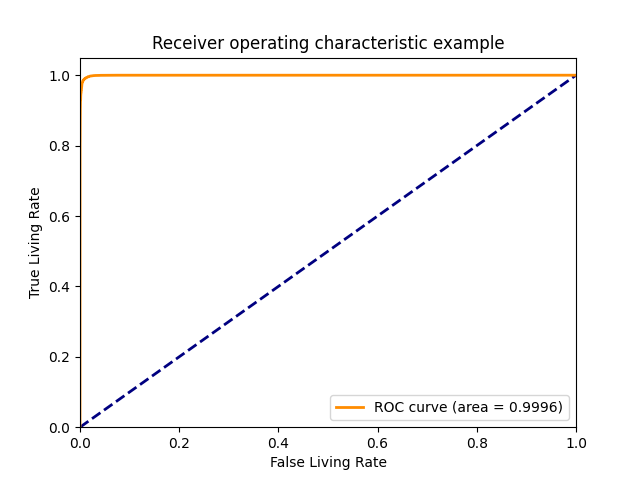 Receiver operating characteristic example
True Living Rate
1.0
0.8
0.6
0.4
0.2
0.0
0.0 0.2 0.4 0.6 0.8 1.0
False Living Rate
ROC curve (area = 0.9996)